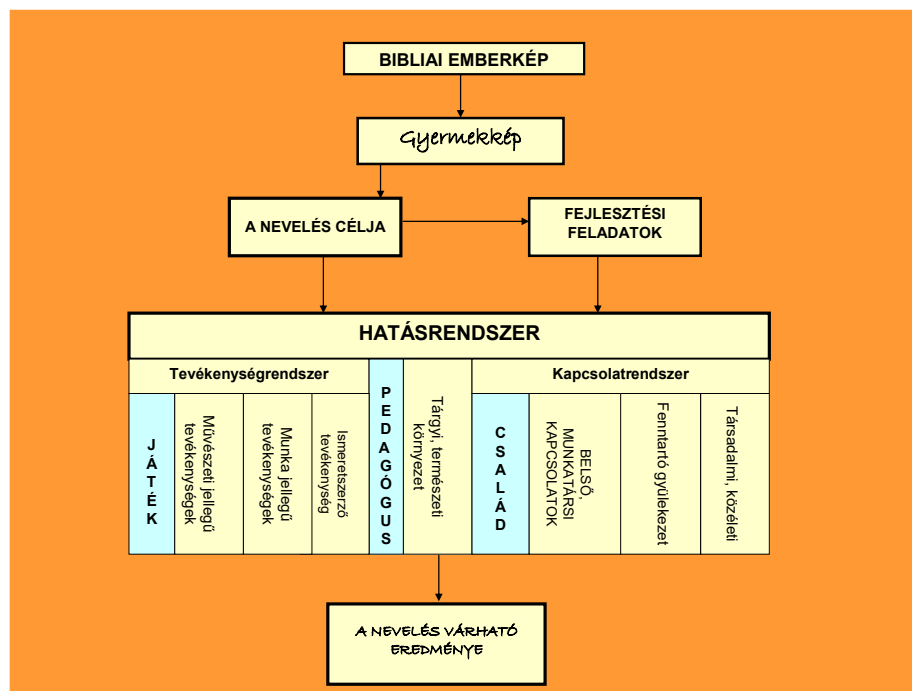 BIBLIAI EMBERKÉP
Gyermekkép
A NEVELÉS CÉLJA
FEJLESZTÉSI
FELADATOK
HATÁSRENDSZER
Tevékenységrendszer
JÁTÉK
Művészeti jellegű
tevékenységek
Munka jellegű
tevékenységek
Ismeretszerző
tevékenység
PEDAGÓGUS
Tárgyi, természeti
környezet
Kapcsolatrendszer
CSALÁD
BELSŐ,
MUNKATÁRSI
KAPCSOLATOK
Fenntartó gyülekezet
Társadalmi, közéleti
A NEVELÉS VÁRHATÓ
EREDMÉNYE